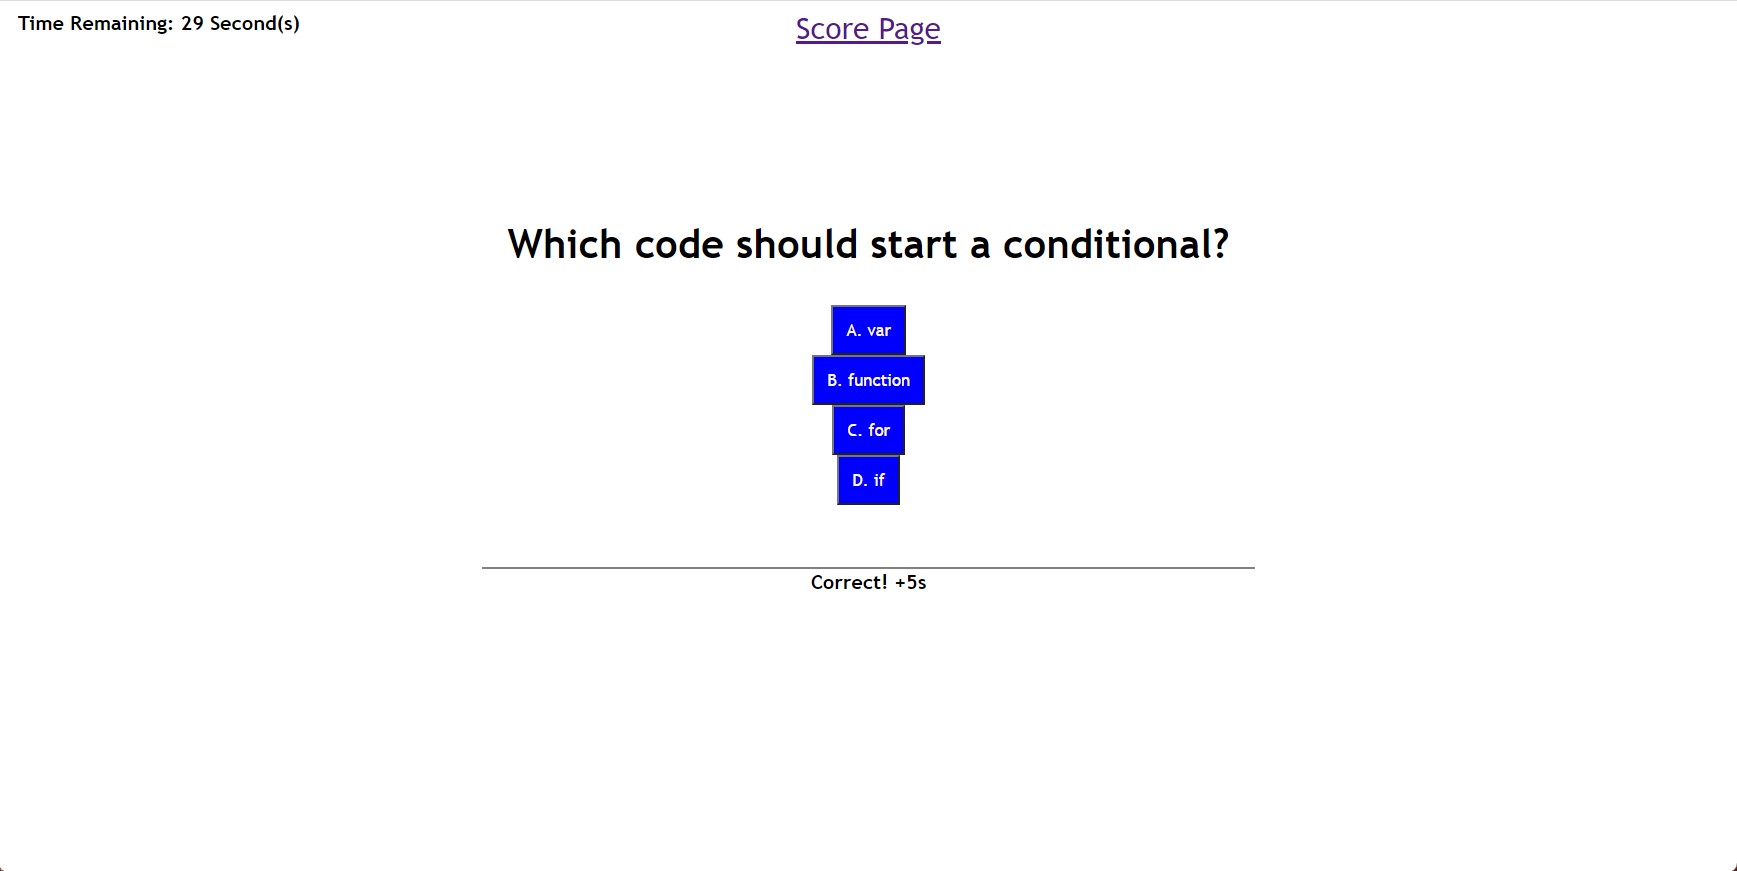 Time Remaining: 29 Second(s)
Score Page
Which code should start a conditional?
A. var
B. function
C. for
D. if
Correct! +5s